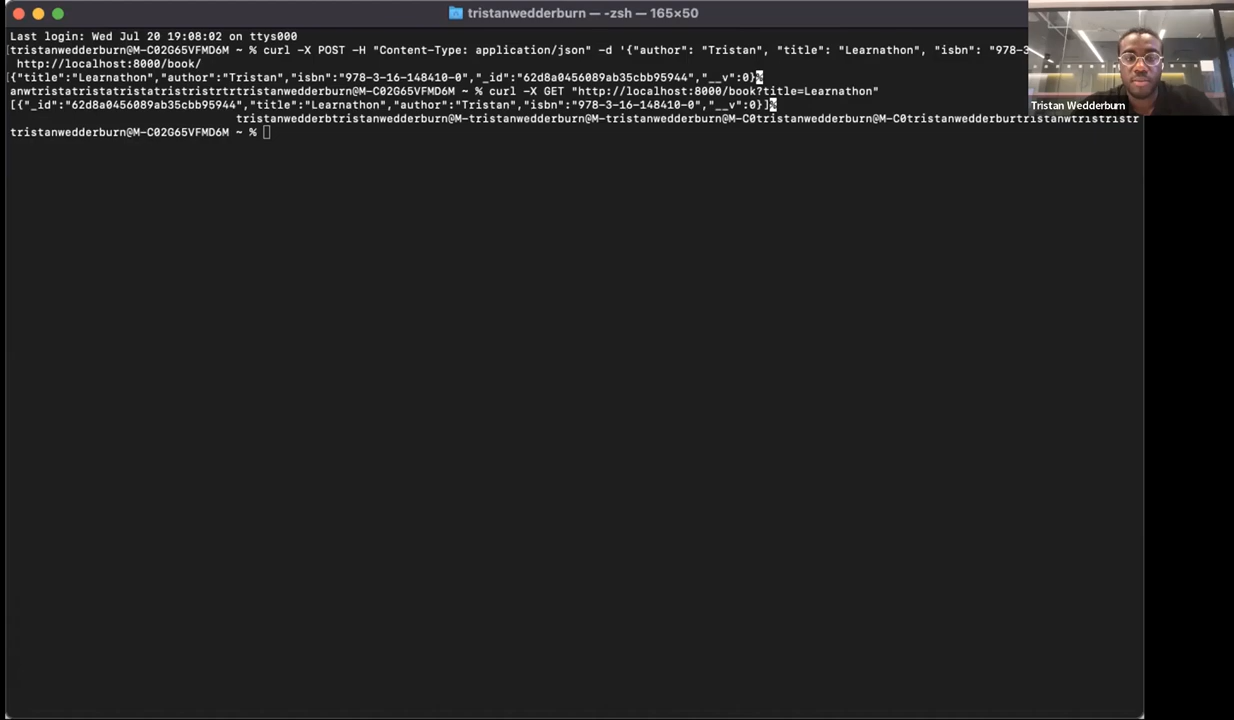 tristanwedderburn — -zsh — 165×50
Last login: Wed Jul 20 19:08:02 on ttys000
[tristanwedderburn@M-C02G65VFMD6M ~ % curl -X POST -H "Content-Type: application/json" -d '{"author": "Tristan", "title": "Learnathon", "isbn": "978-3
http://localhost:8000/book/
[{"title":"Learnathon","author":"Tristan","isbn":"978-3-16-148410-0","_id":"62d8a0456089ab35cbb95944","__v":0}%
anwtristatristatristatristristrtrtristanwedderburn@M-C02G65VFMD6M ~ % curl -X GET "http://localhost:8000/book?title=Learnathon"
[{"_id":"62d8a0456089ab35cbb95944","title":"Learnathon","author":"Tristan","isbn":"978-3-16-148410-0","__v":0}]%
tristanwedderbtristanwedderburn@M-tristanwedderburn@M-tristanwedderburn@M-C0tristanwedderburn@M-C0tristanwedderburtristanwtristristr
tristanwedderburn@M-C02G65VFMD6M ~ %
Tristan Wedderburn